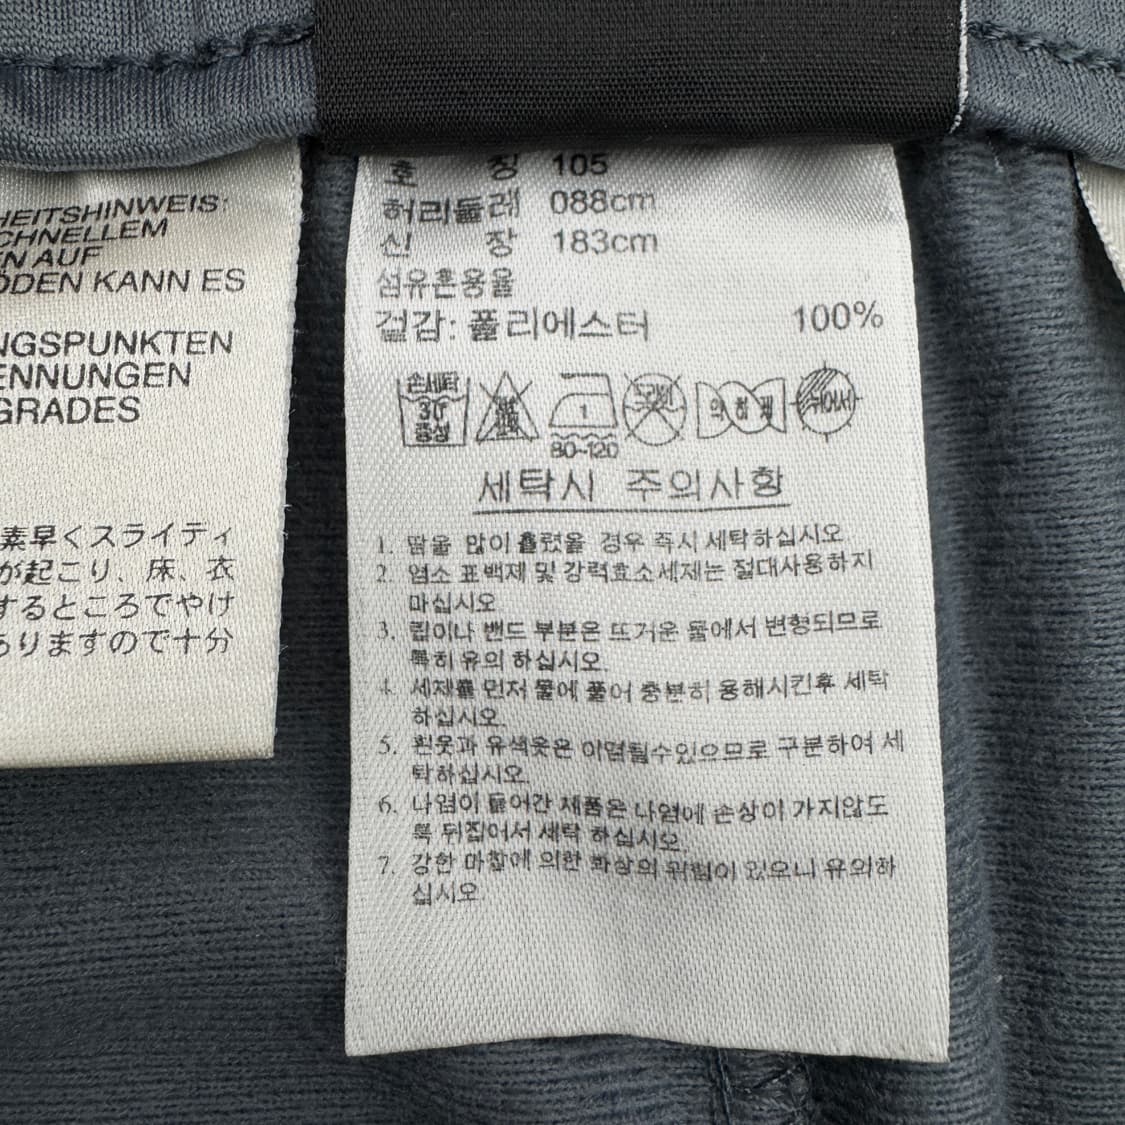 HEITSHINWEIS:
CHNELLEM
EN AUF
ÖDEN KANN ES
NGSPUNKTEN
ENNUNGEN
GRADES
素早くスライティ
が起こり、床、衣
するところでやけ
ありますので十分
호 칭 105
허리둘레 088cm
신 장 183cm
섬유혼용율
겉감: 폴리에스터 100%
손세탁 30° 중성
1
80~120
세탁시 주의사항
1. 땀을 많이 흘렸을 경우 즉시 세탁하십시오
2. 염소 표백제 및 강력효소세제는 절대사용하지
마십시오
3. 립이나 밴드 부분은 뜨거운 물에서 변형되므로
특히 유의 하십시오.
4. 세제를 먼저 물에 풀어 충분히 용해시킨후 세탁
하십시오.
5. 흰옷과 유색옷은 이염될수있으므로 구분하여 세
탁하십시오.
6. 나염이 들어간 제품은 나염에 손상이 가지않도
록 뒤집어서 세탁 하십시오.
7. 강한 마찰에 의한 화상의 위험이 있으니 유의하
십시오